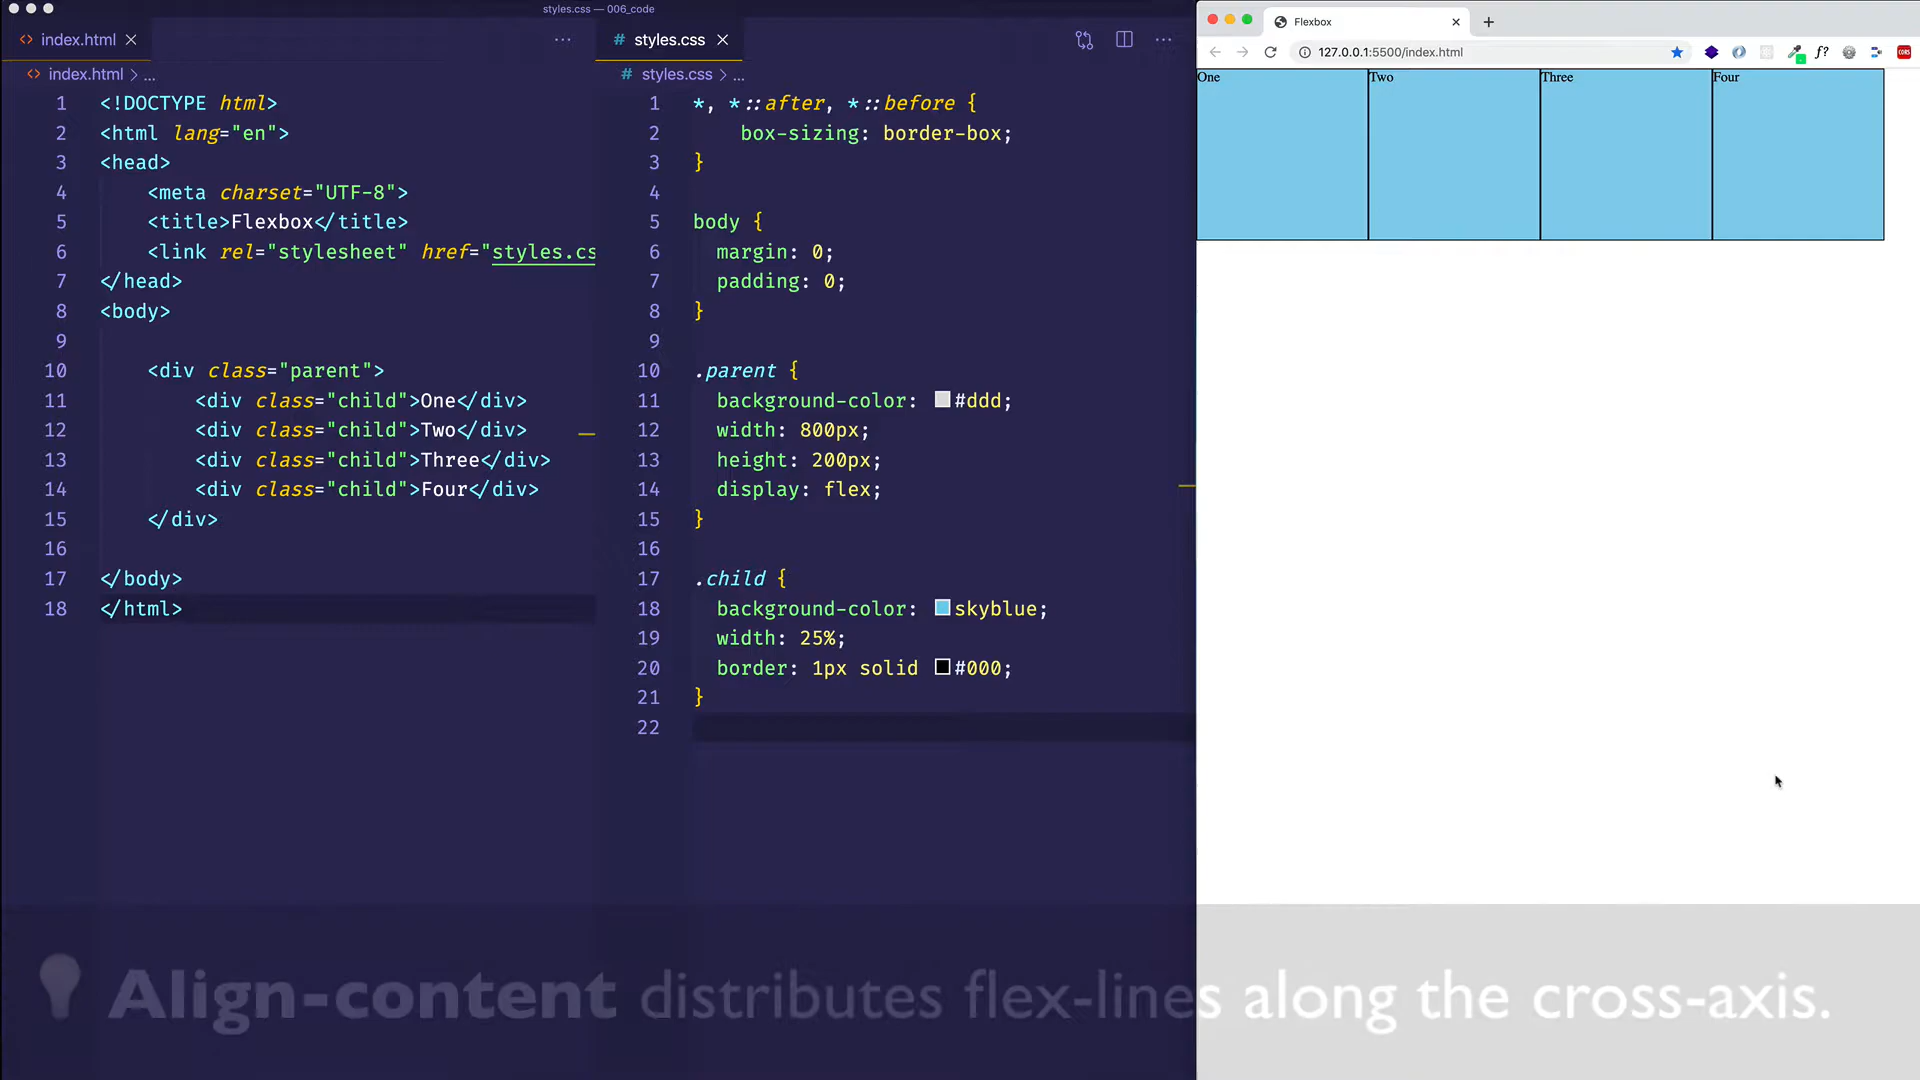 styles.css — 006_code
index.html
styles.css
index.html > ...
styles.css > ...
1 <!DOCTYPE html>
2 <html lang="en">
3 <head>
4 <meta charset="UTF-8">
5 <title>Flexbox</title>
6 <link rel="stylesheet" href="styles.cs
7 </head>
8 <body>
9
10 <div class="parent">
11 <div class="child">One</div>
12 <div class="child">Two</div>
13 <div class="child">Three</div>
14 <div class="child">Four</div>
15 </div>
16
17 </body>
18 </html>
1 *, *::after, *::before {
2 box-sizing: border-box;
3 }
4
5 body {
6 margin: 0;
7 padding: 0;
8 }
9
10 .parent {
11 background-color: #ddd;
12 width: 800px;
13 height: 200px;
14 display: flex;
15 }
16
17 .child {
18 background-color: skyblue;
19 width: 25%;
20 border: 1px solid #000;
21 }
22
Flexbox
127.0.0.1:5500/index.html
f?
CORS
One
Two
Three
Four
Align-content distributes flex-lines along the cross-axis.